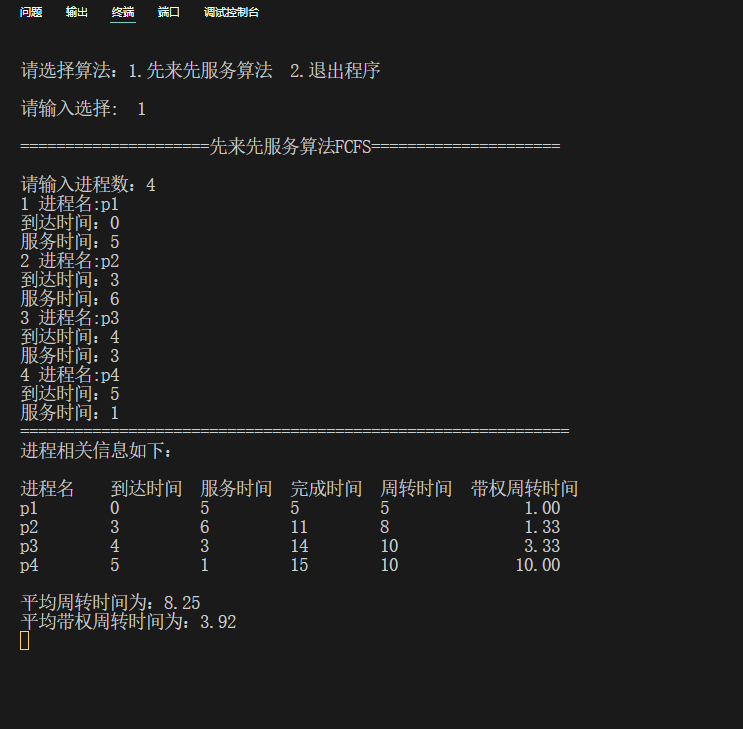 问题 输出 终端 端口 调试控制台
请选择算法：1.先来先服务算法 2.退出程序
请输入选择: 1
=====================先来先服务算法FCFS=====================
请输入进程数：4
1 进程名:p1
到达时间：0
服务时间：5
2 进程名:p2
到达时间：3
服务时间：6
3 进程名:p3
到达时间：4
服务时间：3
4 进程名:p4
到达时间：5
服务时间：1
=============================================================
进程相关信息如下：
进程名 到达时间 服务时间 完成时间 周转时间 带权周转时间
p1 0 5 5 5 1.00
p2 3 6 11 8 1.33
p3 4 3 14 10 3.33
p4 5 1 15 10 10.00
平均周转时间为：8.25
平均带权周转时间为：3.92